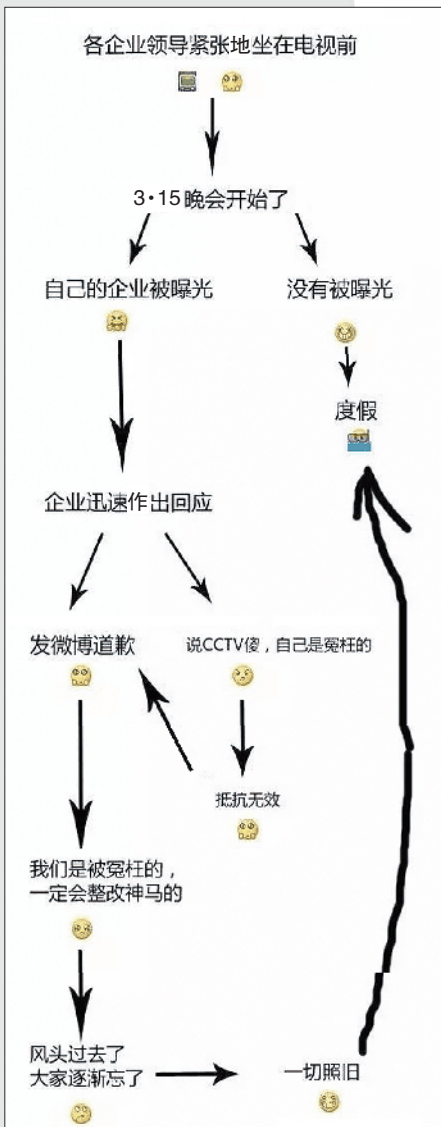 各企业领导紧张地坐在电视前
3·15晚会开始了
自己的企业被曝光
没有被曝光
度假
企业迅速作出回应
发微博道歉
说CCTV傻，自己是冤枉的
抵抗无效
我们是被冤枉的，
一定会整改神马的
风头过去了
大家逐渐忘了
一切照旧